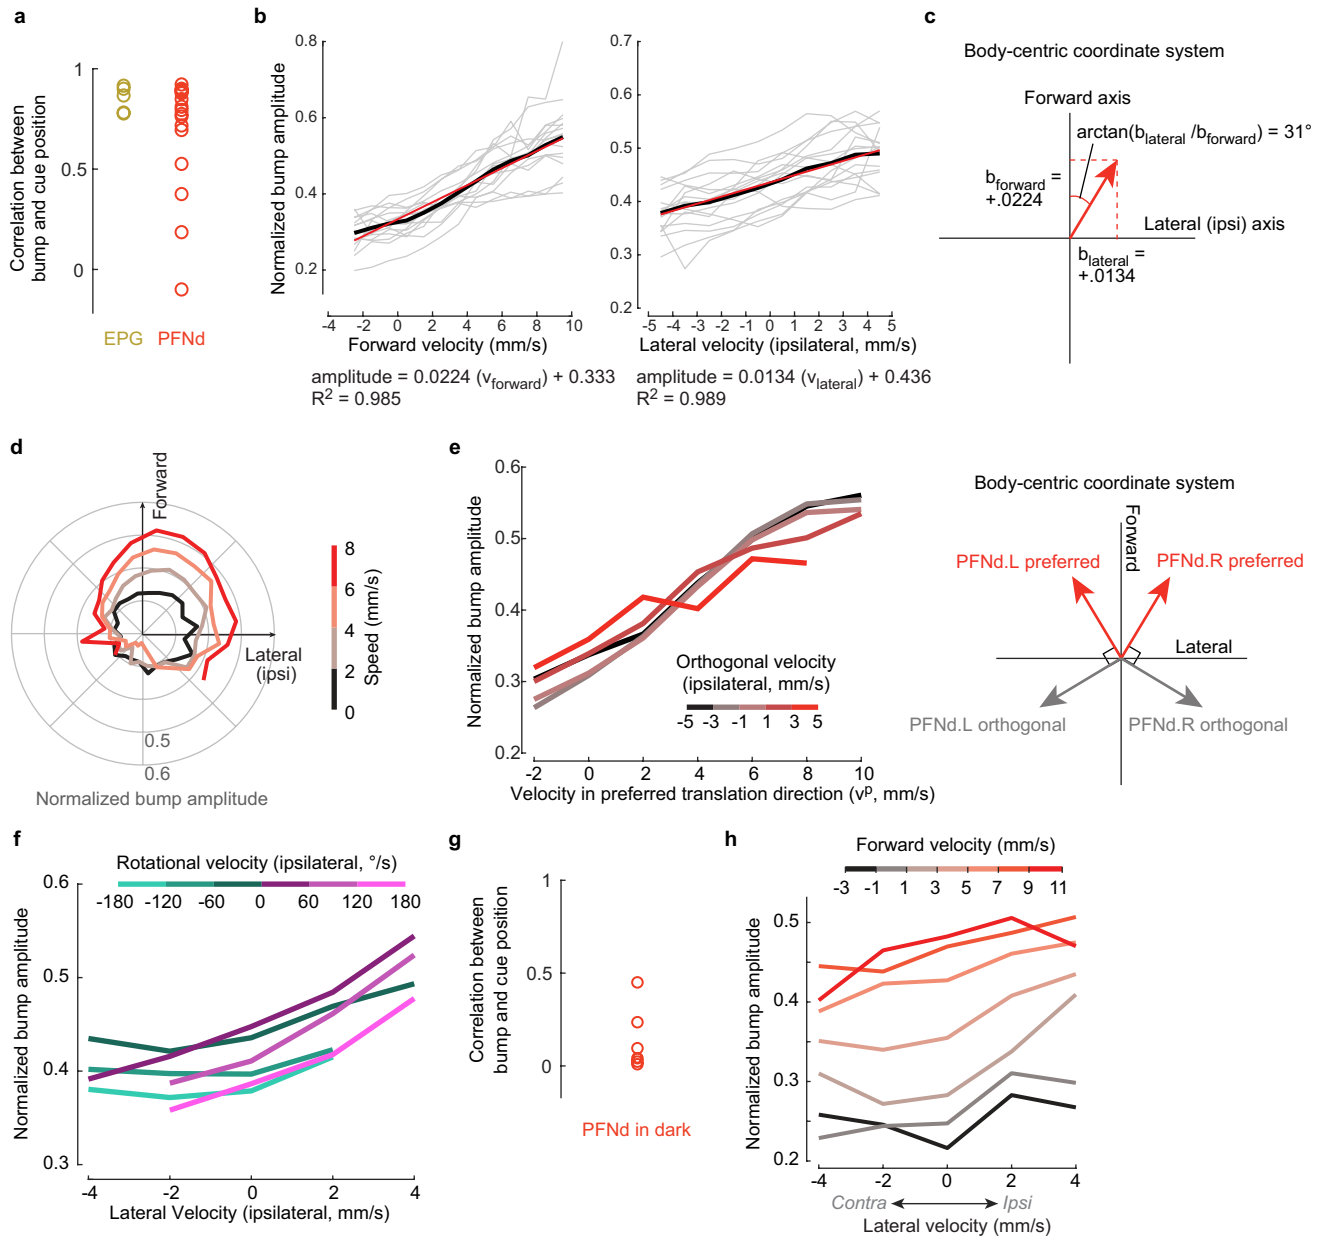 a
Correlation between
bump and cue position
1
0.5
0
EPG
PFNd
b
Normalized bump amplitude
0.8
0.6
0.4
0.2
-4 -2 0 2 4 6 8 10
Forward velocity (mm/s)
amplitude = 0.0224 (v_forward) + 0.333
R² = 0.985
0.7
0.6
0.5
0.4
0.3
0.2
-5 -4 -3 -2 -1 0 1 2 3 4 5
Lateral velocity (ipsilateral, mm/s)
amplitude = 0.0134 (v_lateral) + 0.436
R² = 0.989
c
Body-centric coordinate system
Forward axis
arctan(b_lateral /b_forward) = 31°
b_forward =
+.0224
Lateral (ipsi) axis
b_lateral =
+.0134
d
Forward
Lateral
(ipsi)
0.5
0.6
Normalized bump amplitude
8
6
4
2
0
Speed (mm/s)
e
Normalized bump amplitude
0.6
0.5
0.4
0.3
0.2
Orthogonal velocity
(ipsilateral, mm/s)
-5 -3 -1 1 3 5
-2 0 2 4 6 8 10
Velocity in preferred translation direction (vᵖ, mm/s)
Body-centric coordinate system
Forward
PFNd.L preferred
PFNd.R preferred
Lateral
PFNd.L orthogonal
PFNd.R orthogonal
f
Rotational velocity (ipsilateral, °/s)
-180 -120 -60 0 60 120 180
Normalized bump amplitude
0.6
0.5
0.4
0.3
-4 -2 0 2 4
Lateral Velocity (ipsilateral, mm/s)
g
Correlation between
bump and cue position
1
0.5
0
PFNd in dark
h
Forward velocity (mm/s)
-3 -1 1 3 5 7 9 11
Normalized bump amplitude
0.5
0.4
0.3
0.2
-4 -2 0 2 4
Contra Ipsi
Lateral velocity (mm/s)